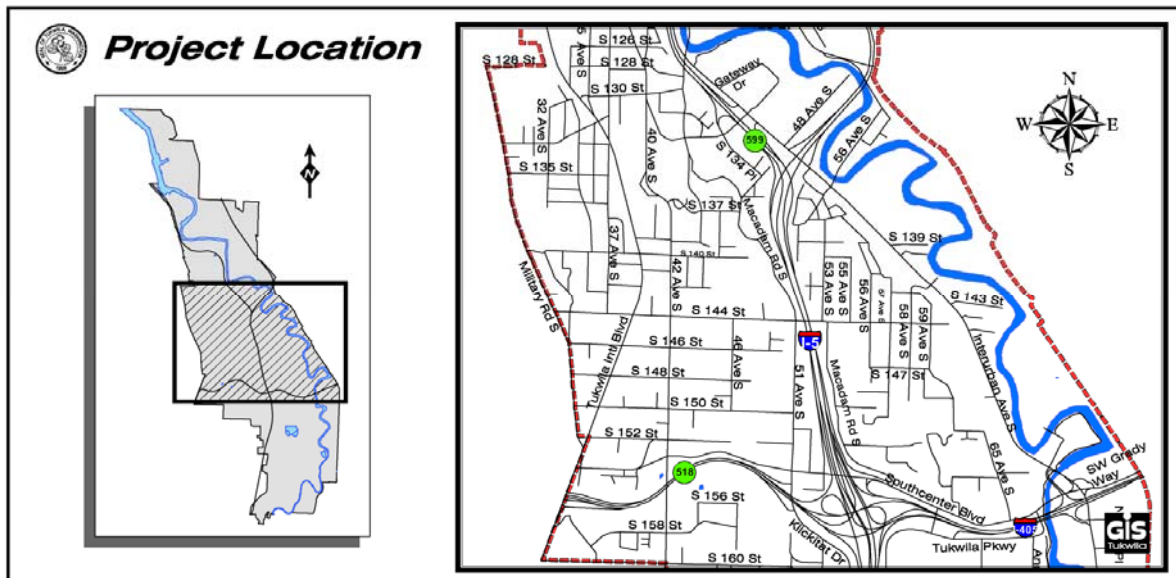 Project Location
N
N
W E
S
S 126 St
S 128 St
S 128 St
S 130 St
Gateway
Dr
48 Ave S
56 Ave S
32 Ave S
40 Ave S
599
S 134 Pl
S 135 St
S 137 St
Macadam Rd S
S 139 St
S 140 St
37 Ave S
42 Ave S
Military Rd S
53 Ave S
55 Ave S
56 Ave S
57 Ave S
58 Ave S
59 Ave S
S 143 St
S 144 St
Tukwila Intl Blvd
46 Ave S
I-5
S 146 St
Interurban Ave S
S 147 St
S 148 St
51 Ave S
Macadam Rd S
S 150 St
S 152 St
65 Ave S
SW Grady
Way
518
Southcenter Blvd
S 156 St
S 158 St
Klickitat Dr
I-405
Tukwila Pkwy
S 160 St
GIS
Tukwila